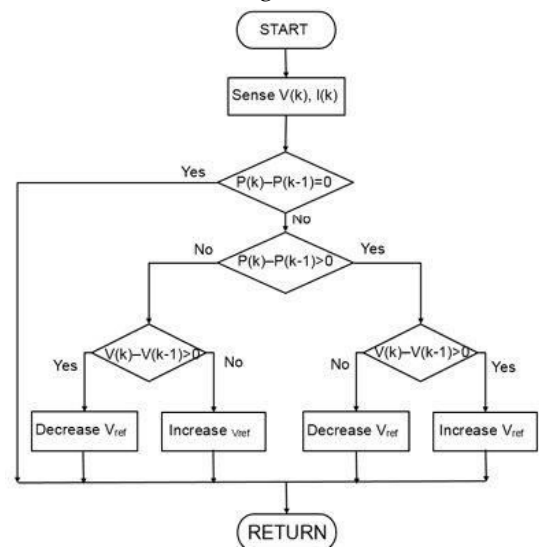 START
Sense V(k), I(k)
Yes
P(k)–P(k-1)=0
No
No
P(k)–P(k-1)>0
Yes
Yes
V(k)–V(k-1)>0
No
No
V(k)–V(k-1)>0
Yes
Decrease Vref
Increase Vref
Decrease Vref
Increase Vref
RETURN